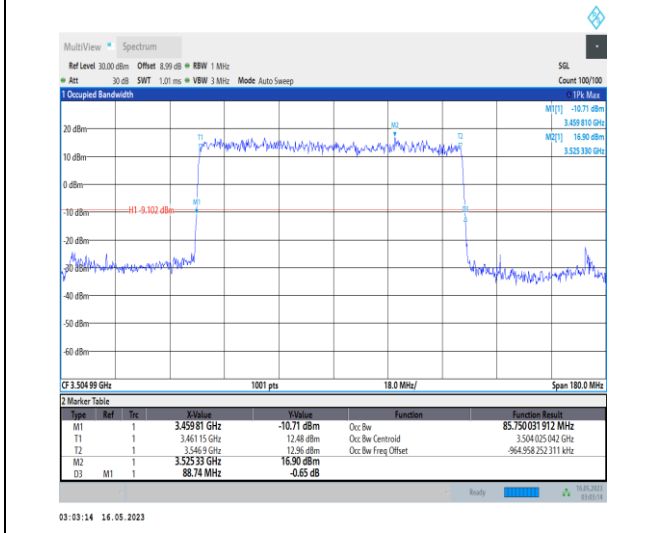 MultiView Spectrum
Ref Level 30.00 dBm Offset 8.99 dB RBW 1 MHz SGL
Att 30 dB SWT 1.01 ms VBW 3 MHz Mode Auto Sweep Count 100/100
1 Occupied Bandwidth 1Pk Max
M1[1] -10.71 dBm
3.459 810 GHz
M2[1] 16.90 dBm
3.525 330 GHz
20 dBm
M2
T1
T2
10 dBm
0 dBm
M1
-10 dBm
H1 -9.102 dBm
-20 dBm
-30 dBm
-40 dBm
-50 dBm
-60 dBm
CF 3.504 99 GHz 1001 pts 18.0 MHz/ Span 180.0 MHz
2 Marker Table
Type Ref Trc X-Value Y-Value Function Function Result
M1 1 3.459 81 GHz -10.71 dBm Occ Bw 85.750 031 912 MHz
T1 1 3.461 15 GHz 12.48 dBm Occ Bw Centroid 3.504 025 042 GHz
T2 1 3.546 9 GHz 12.96 dBm Occ Bw Freq Offset -964.958 252 311 kHz
M2 1 3.525 33 GHz 16.90 dBm
D3 M1 1 88.74 MHz -0.65 dB
Ready 16.05.2023
03:03:14
03:03:14 16.05.2023